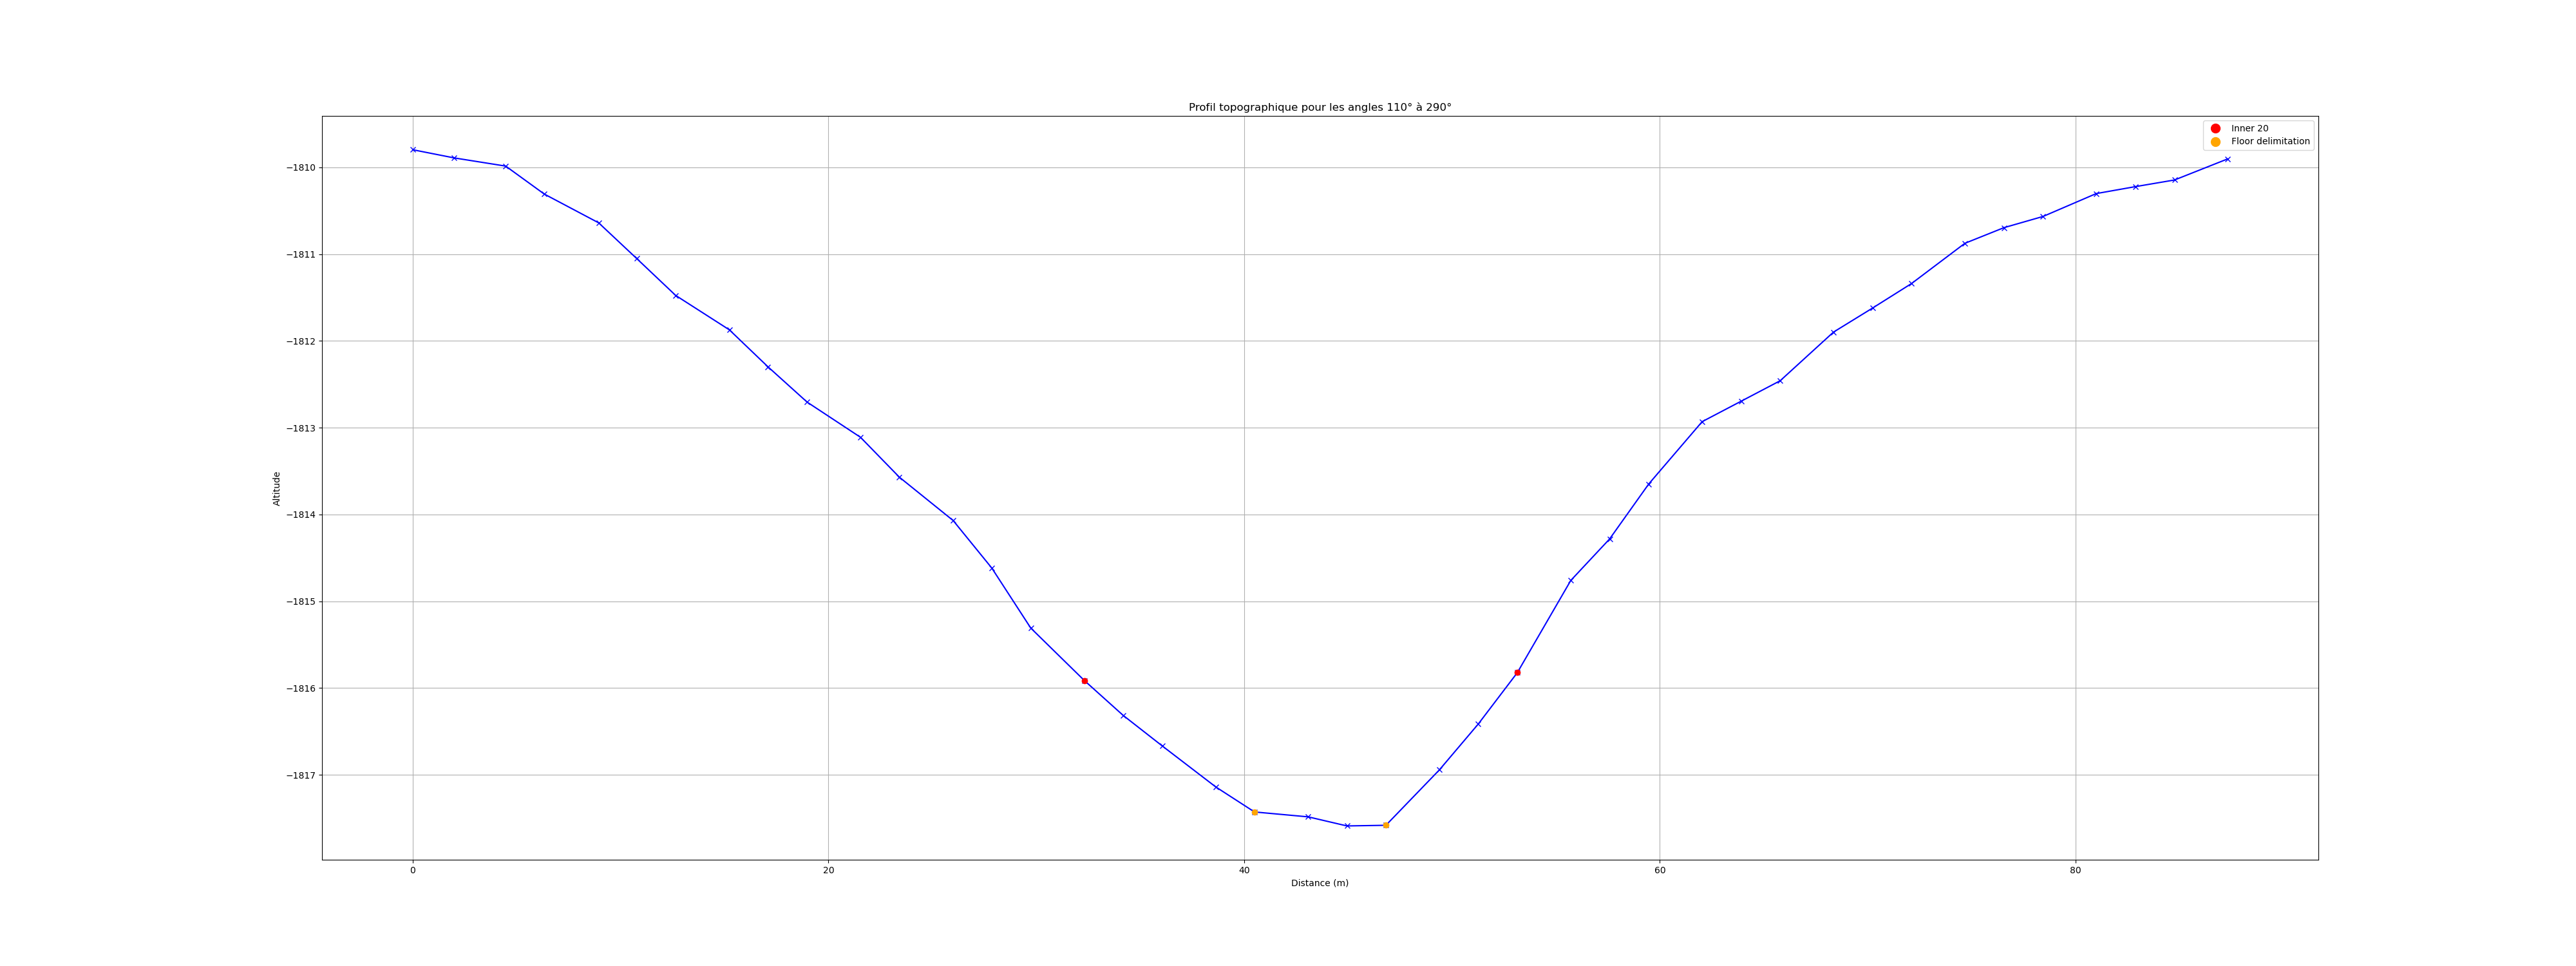 Profil topographique pour les angles 110° à 290°
Inner 20
Floor delimitation
−1810
−1811
−1812
−1813
−1814
−1815
−1816
−1817
Altitude
0
20
40
60
80
Distance (m)